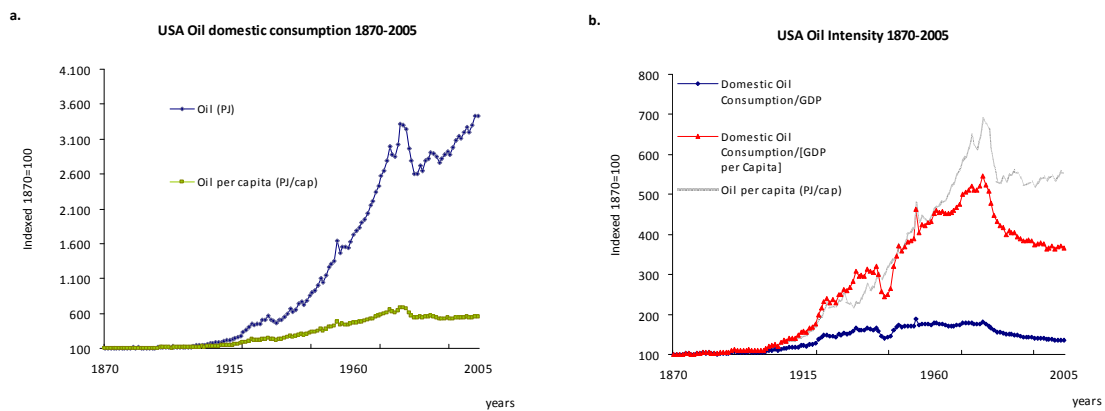 a.
USA Oil domestic consumption 1870-2005
Indexed 1870=100
4.100
3.600
3.100
2.600
2.100
1.600
1.100
600
100
Oil (PJ)
Oil per capita (PJ/cap)
1870
1915
1960
2005
years
b.
USA Oil Intensity 1870-2005
Indexed 1870=100
800
700
600
500
400
300
200
100
Domestic Oil
Consumption/GDP
Domestic Oil
Consumption/[GDP
per Capita]
Oil per capita (PJ/cap)
1870
1915
1960
2005
years